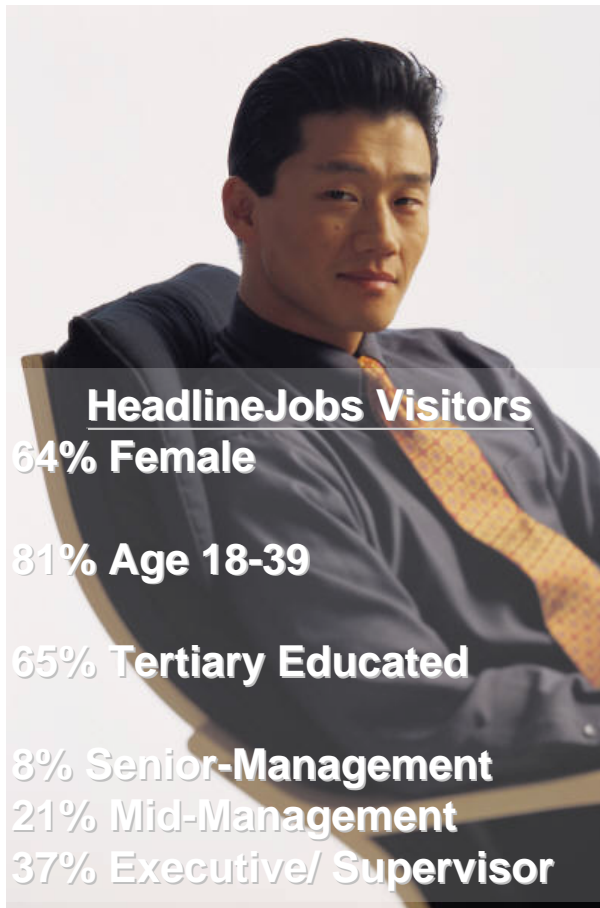 HeadlineJobs Visitors
64% Female
81% Age 18-39
65% Tertiary Educated
8% Senior-Management
21% Mid-Management
37% Executive/ Supervisor